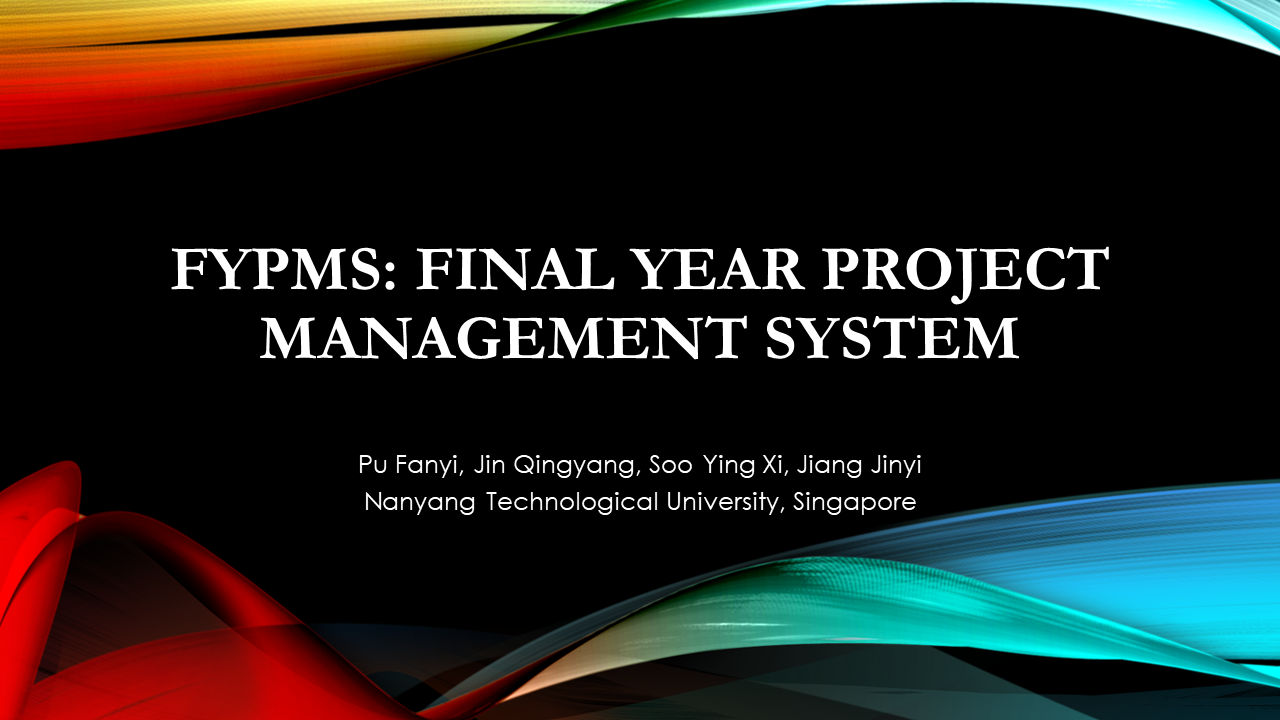 FYPMS: FINAL YEAR PROJECT
MANAGEMENT SYSTEM
Pu Fanyi, Jin Qingyang, Soo Ying Xi, Jiang Jinyi
Nanyang Technological University, Singapore